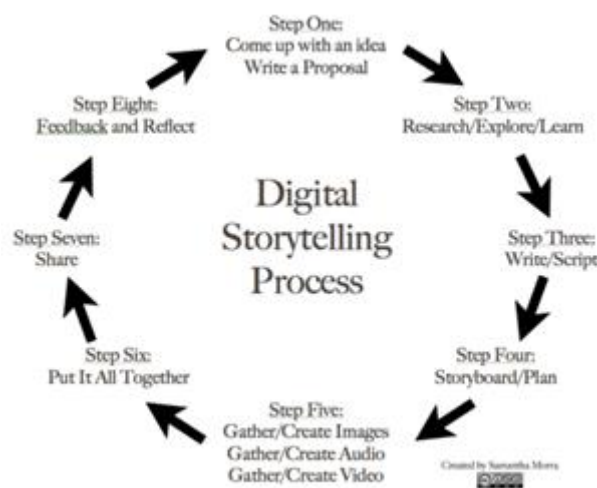 Step One:
Come up with an idea
Write a Proposal
Step Two:
Research/Explore/Learn
Step Three:
Write/Script
Step Four:
Storyboard/Plan
Step Five:
Gather/Create Images
Gather/Create Audio
Gather/Create Video
Step Six:
Put It All Together
Step Seven:
Share
Step Eight:
Feedback and Reflect
Digital
Storytelling
Process
Created by Samantha Morra